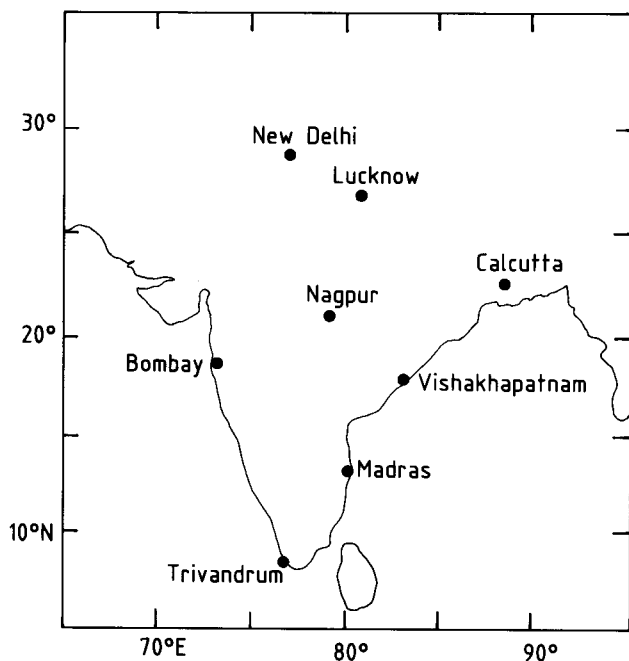 30°
New Delhi
Lucknow
Calcutta
Nagpur
20°
Bombay
Vishakhapatnam
Madras
10°N
Trivandrum
70°E
80°
90°